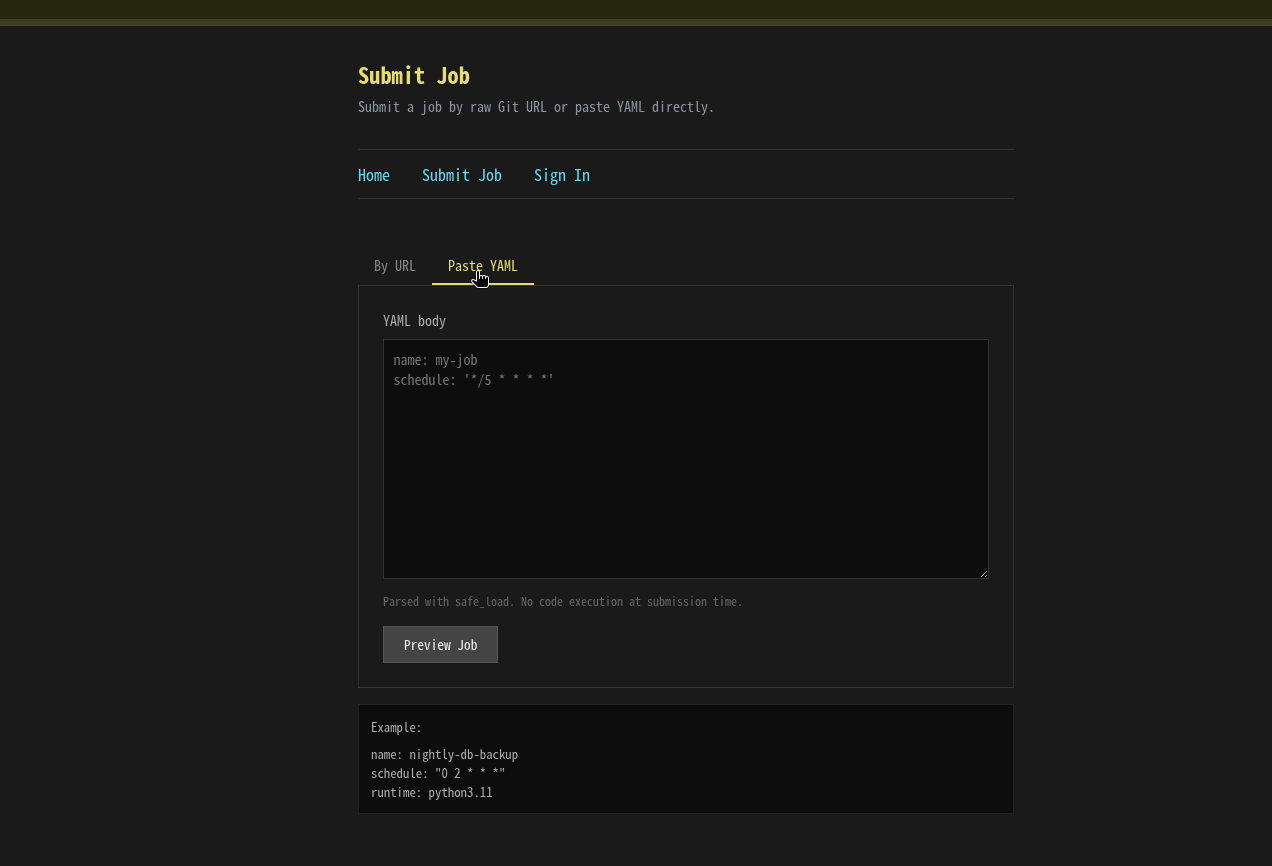 Submit Job
Submit a job by raw Git URL or paste YAML directly.
Home Submit Job Sign In
By URL Paste YAML
YAML body
name: my-job
schedule: '*/5 * * * *'
Parsed with safe_load. No code execution at submission time.
Preview Job
Example:
name: nightly-db-backup
schedule: "0 2 * * *"
runtime: python3.11